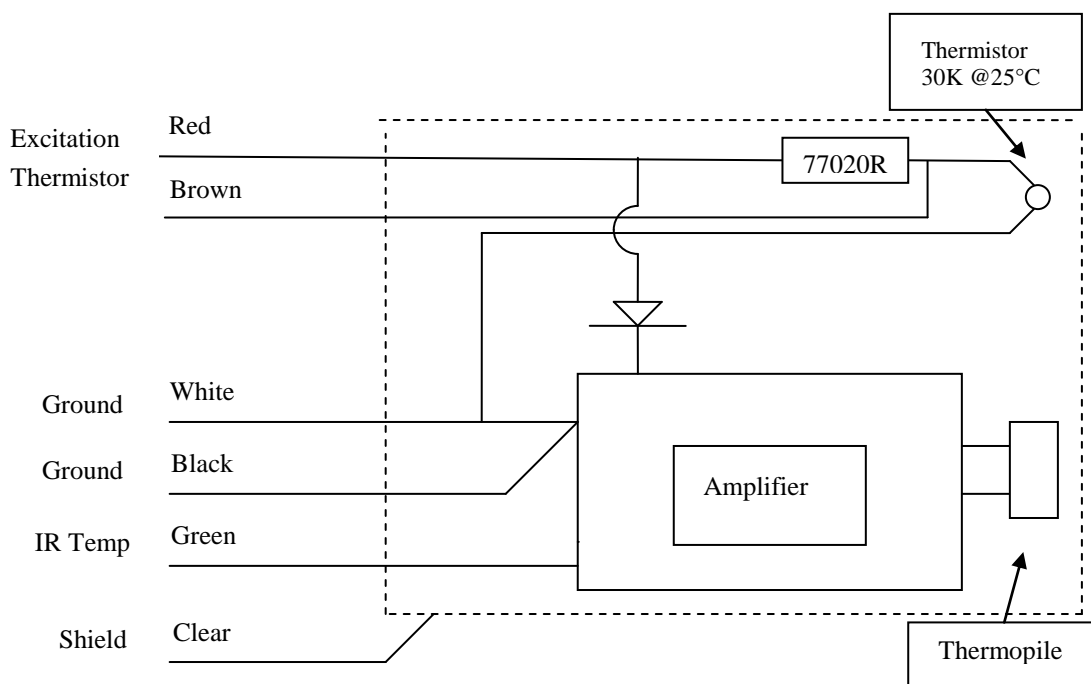 Thermistor
30K @25°C
Excitation
Red
Thermistor
77020R
Brown
Ground
White
Ground
Black
Amplifier
IR Temp
Green
Shield
Clear
Thermopile